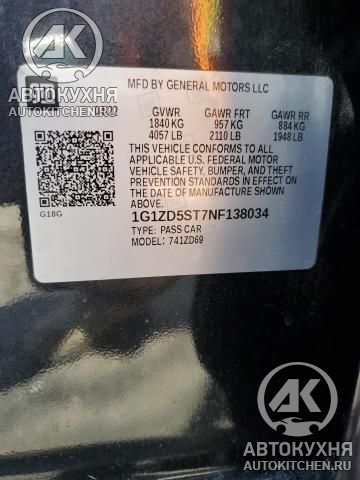 MFD BY GENERAL MOTORS LLC
GVWR GAWR FRT GAWR RR
1840 KG 957 KG 884 KG
4057 LB 2110 LB 1948 LB
THIS VEHICLE CONFORMS TO ALL
APPLICABLE U.S. FEDERAL MOTOR
VEHICLE SAFETY, BUMPER, AND THEFT
PREVENTION STANDARDS IN EFFECT ON
THE DATE OF MANUFACTURE SHOWN
ABOVE.
1G1ZD5ST7NF138034
TYPE: PASS CAR
MODEL: 741ZD69
G18G
АК
АВТОКУХНЯ
AVTOKUHNYA.RU
АК
АВТОКУХНЯ
AVTOKUHNYA.RU